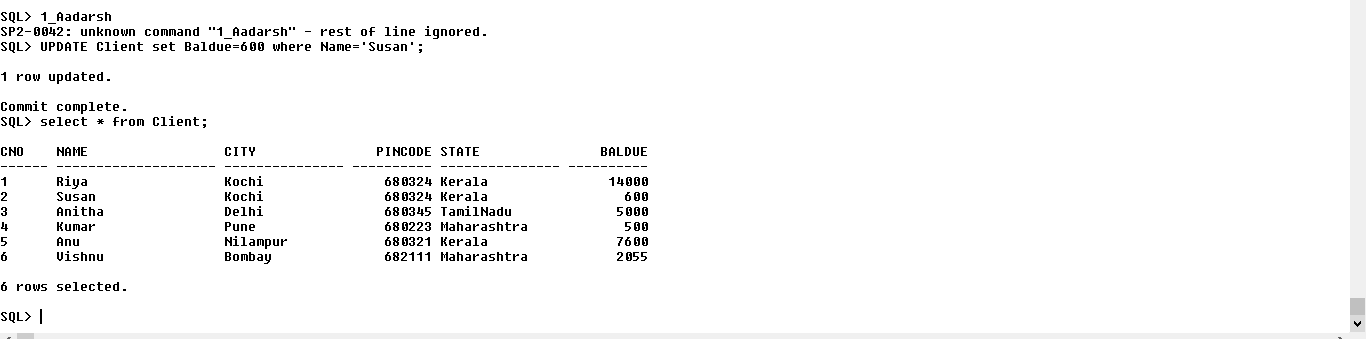 SQL> 1_Aadarsh
SP2-0042: unknown command "1_Aadarsh" - rest of line ignored.
SQL> UPDATE Client set Baldue=600 where Name='Susan';
1 row updated.
Commit complete.
SQL> select * from Client;
CNO    NAME                 CITY                 PINCODE STATE               BALDUE
------ -------------------- --------------- ---------- --------------- ----------
1      Riya                 Kochi                 680324 Kerala               14000
2      Susan                Kochi                 680324 Kerala                 600
3      Anitha               Delhi                 680345 TamilNadu             5000
4      Kumar                Pune                  680223 Maharashtra            500
5      Anu                  Nilampur              680321 Kerala                7600
6      Vishnu               Bombay                682111 Maharashtra           2055
6 rows selected.
SQL>